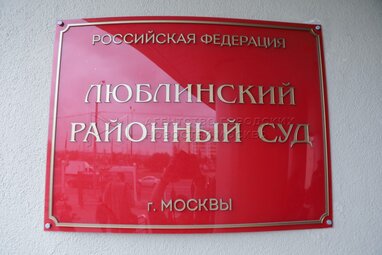 РОССИЙСКАЯ ФЕДЕРАЦИЯ
ЛЮБЛИНСКИЙ
РАЙОННЫЙ СУД
г. МОСКВЫ